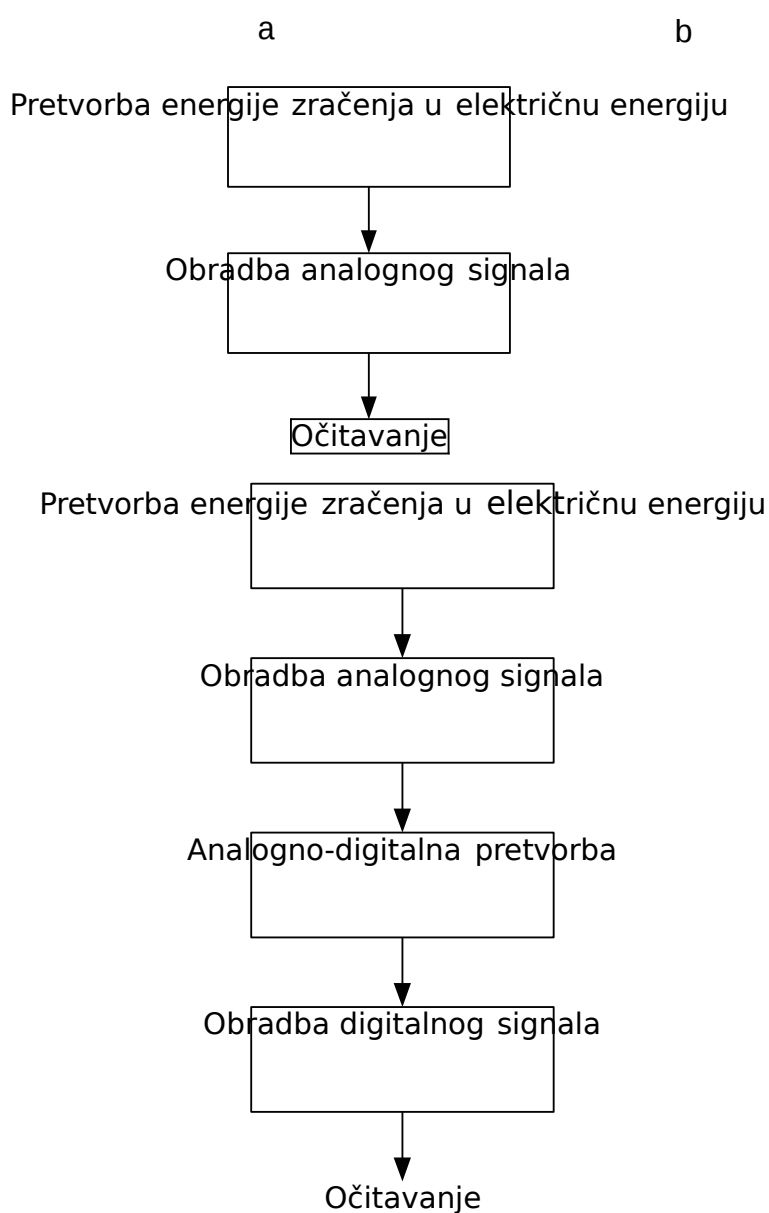 a
b
Pretvorba energije zračenja u električnu energiju
Obradba analognog signala
Očitavanje
Pretvorba energije zračenja u električnu energiju
Obradba analognog signala
Analogno-digitalna pretvorba
Obradba digitalnog signala
Očitavanje